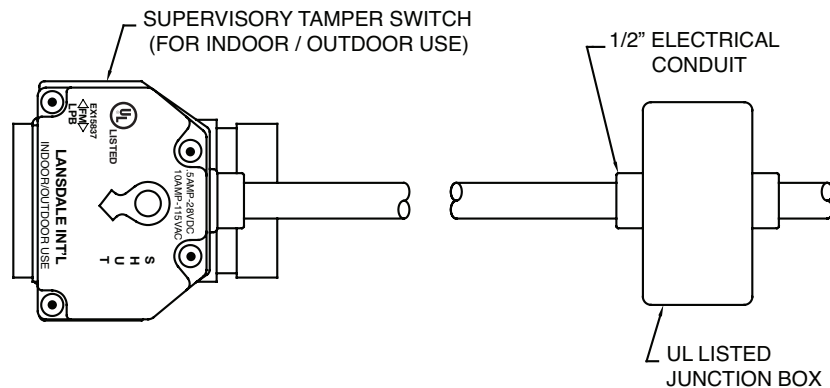 SUPERVISORY TAMPER SWITCH
(FOR INDOOR / OUTDOOR USE)
1/2” ELECTRICAL
CONDUIT
UL
LISTED
EX15837
FM
LPB
LANSDALE INT'L
INDOOR/OUTDOOR USE
.5AMP-28VDC
10AMP-115VAC
SHUT
UL LISTED
JUNCTION BOX